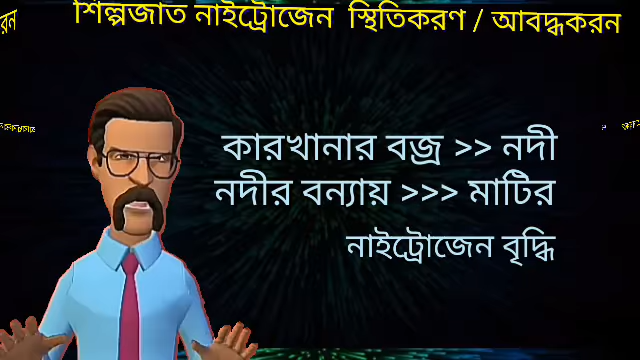 শিল্পজাত নাইট্রোজেন স্থিতিকরণ / আবদ্ধকরন
কারখানার বজ্র >> নদী
নদীর বন্যায় >>> মাটির
নাইট্রোজেন বৃদ্ধি